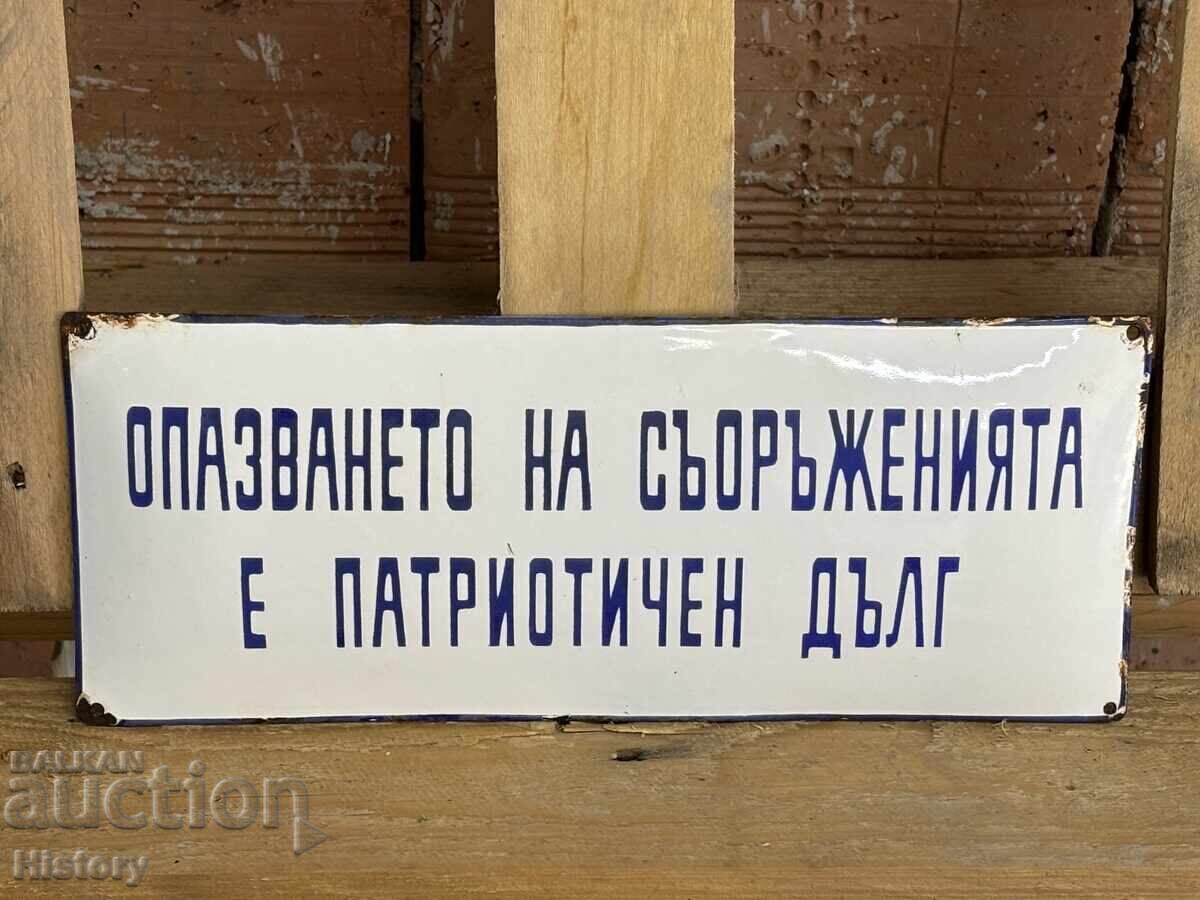 ОПАЗВАНЕТО НА СЪОРЪЖЕНИЯТА
Е ПАТРИОТИЧЕН ДЪЛГ
BALKAN
auction
History